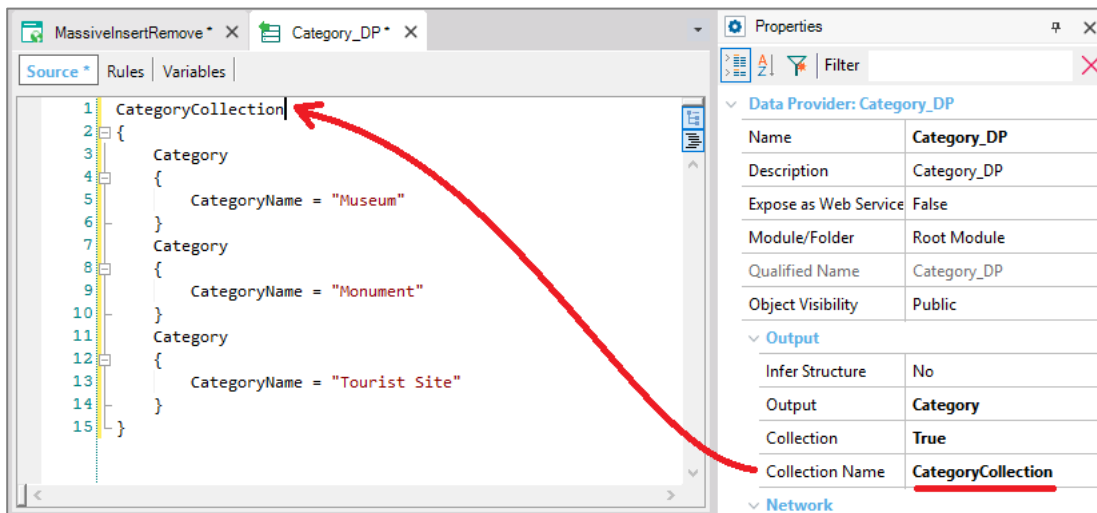 MassiveInsertRemove * X
Category_DP * X
Source *
Rules
Variables
1 CategoryCollection
2 {
3 Category
4 {
5 CategoryName = "Museum"
6 }
7 Category
8 {
9 CategoryName = "Monument"
10 }
11 Category
12 {
13 CategoryName = "Tourist Site"
14 }
15 }
Properties
Filter
Data Provider: Category_DP
Name Category_DP
Description Category_DP
Expose as Web Service False
Module/Folder Root Module
Qualified Name Category_DP
Object Visibility Public
Output
Infer Structure No
Output Category
Collection True
Collection Name CategoryCollection
Network